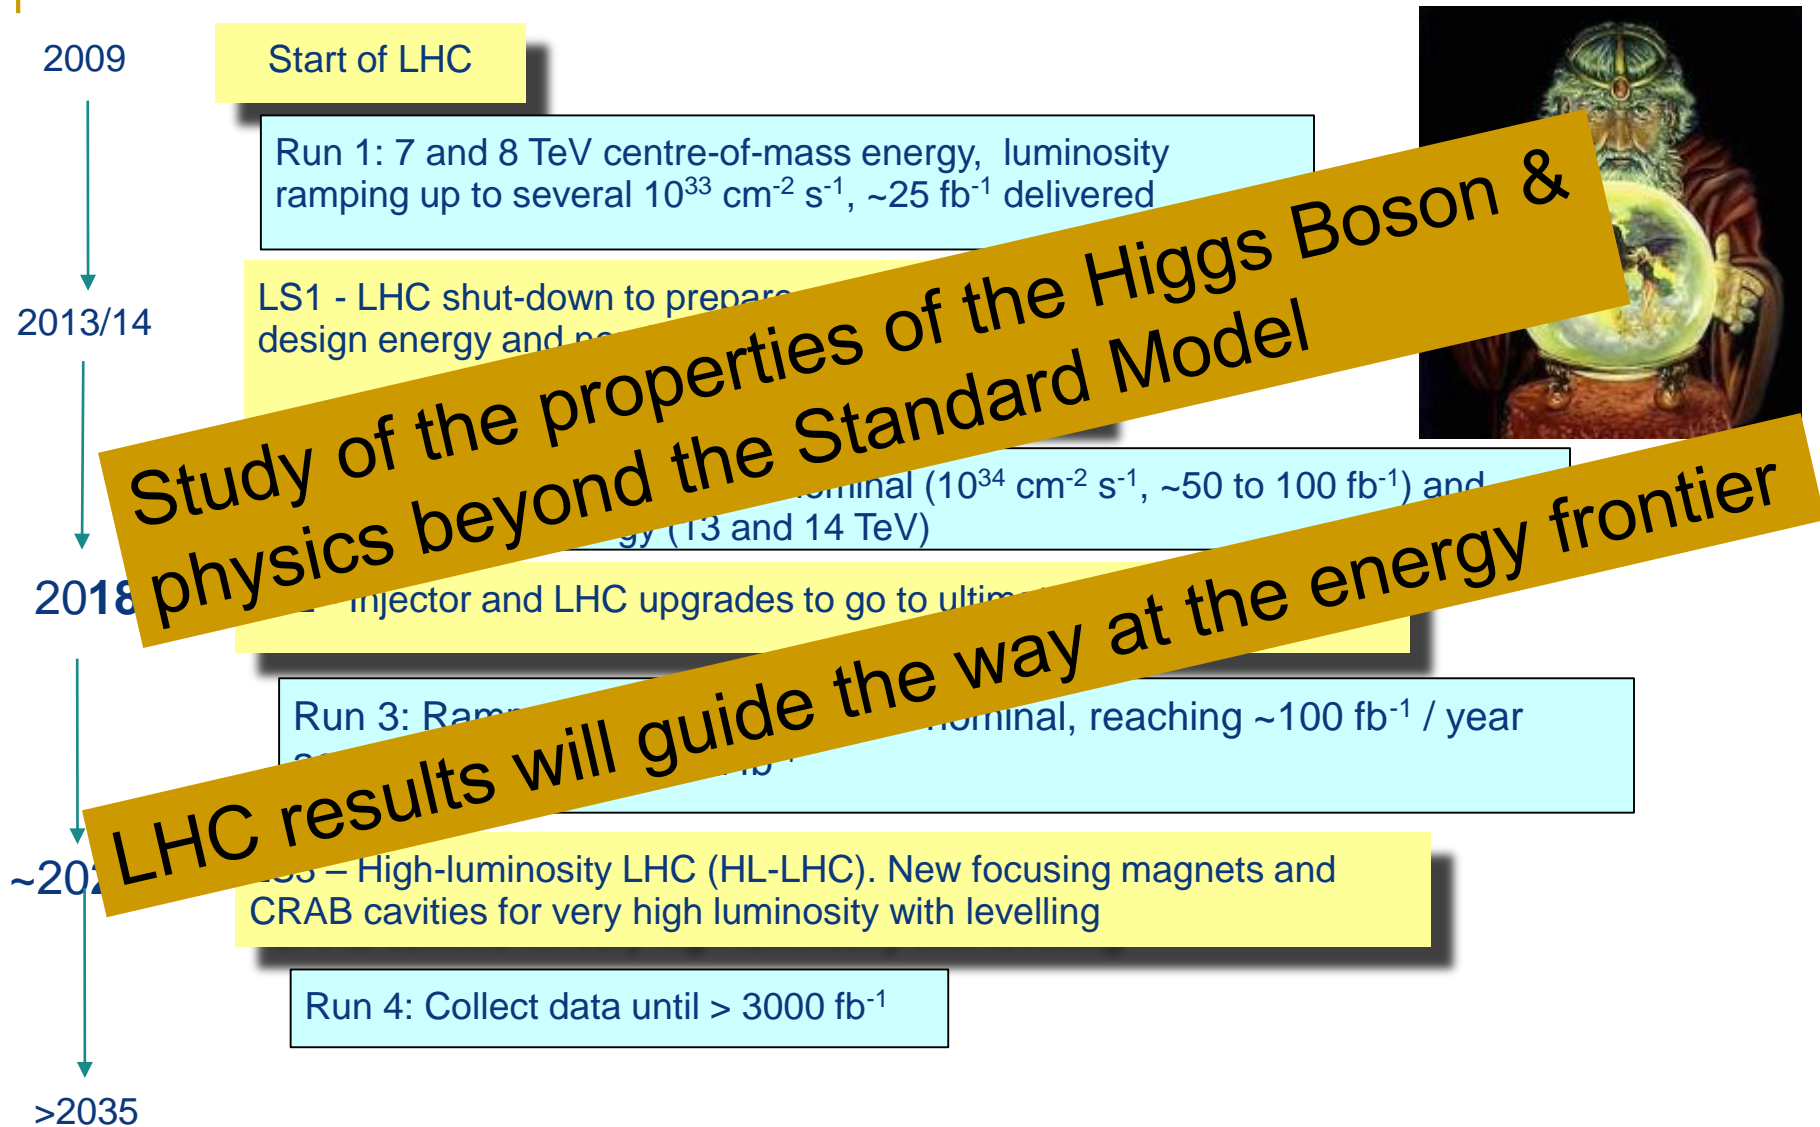 2009
Start of LHC
Run 1: 7 and 8 TeV centre-of-mass energy, luminosity
ramping up to several 10³³ cm⁻² s⁻¹, ~25 fb⁻¹ delivered
2013/14
LS1 - LHC shut-down to prepare
design energy and
Study of the properties of the Higgs Boson &
physics beyond the Standard Model
(10³⁴ cm⁻² s⁻¹, ~50 to 100 fb⁻¹) and
(13 and 14 TeV)
2018
- Injector and LHC upgrades to go to
Run 3:
nominal, reaching ~100 fb⁻¹ / year
LHC results will guide the way at the energy frontier
– High-luminosity LHC (HL-LHC). New focusing magnets and
CRAB cavities for very high luminosity with levelling
Run 4: Collect data until > 3000 fb⁻¹
>2035